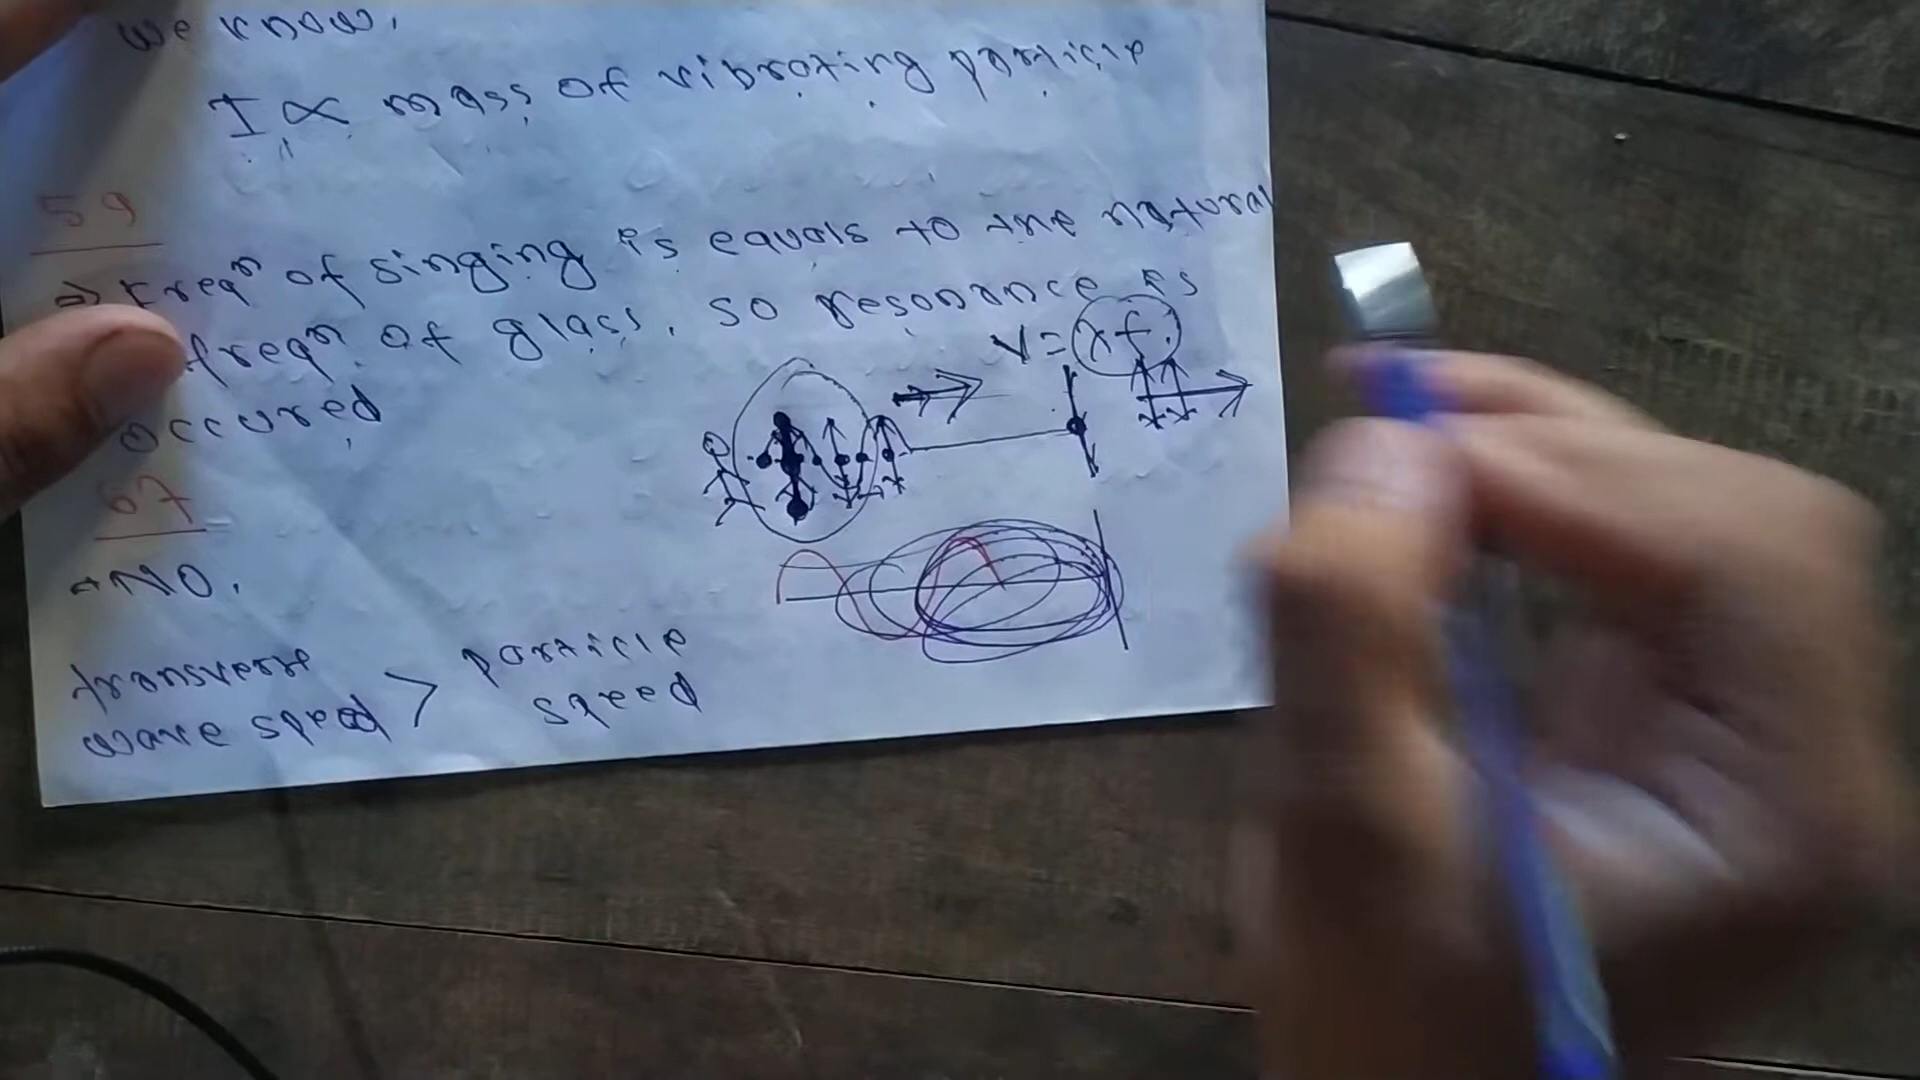 we know,
I ∝ mass of vibrating particle
59
⇒ Freqⁿ of singing is equals to the natural
freqⁿ of glass, so resonance is
occured
V = λf
67
→ No.
transverse
wave speed > particle
speed